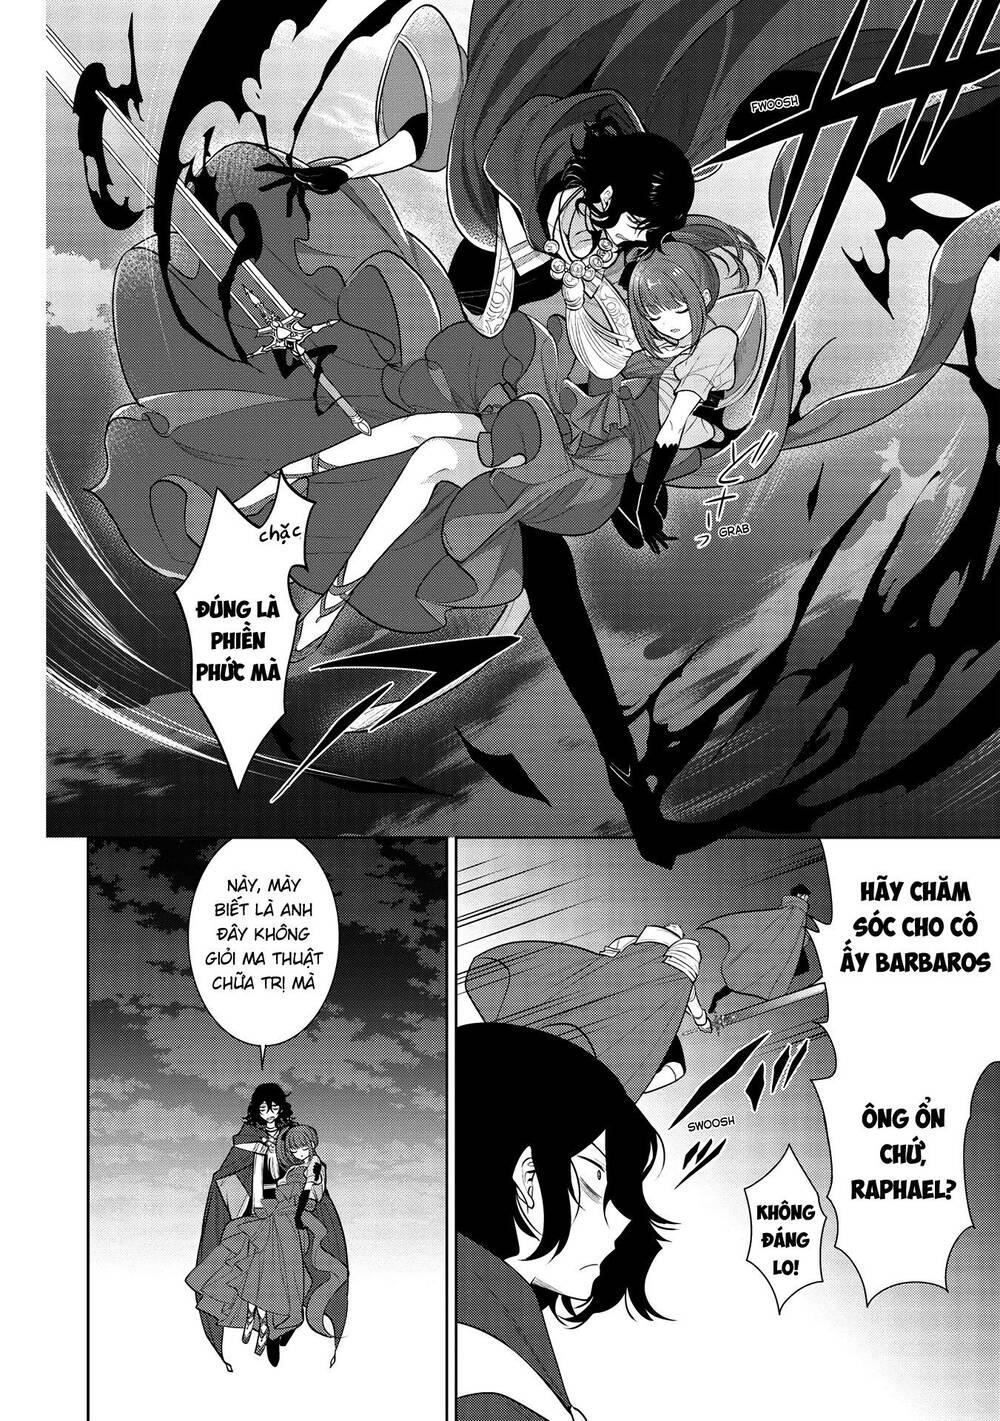 FWOOSH
GRAB
chặc
ĐÚNG LÀ
PHIỀN
PHỨC MÀ
HÃY CHĂM
SÓC CHO CÔ
ẤY BARBAROS
ÔNG ỔN
CHỨ,
RAPHAEL?
SWOOSH
KHÔNG
ĐÁNG
LO!
NÀY, MÀY
BIẾT LÀ ANH
ĐÂY KHÔNG
GIỎI MA THUẬT
CHỮA TRỊ MÀ